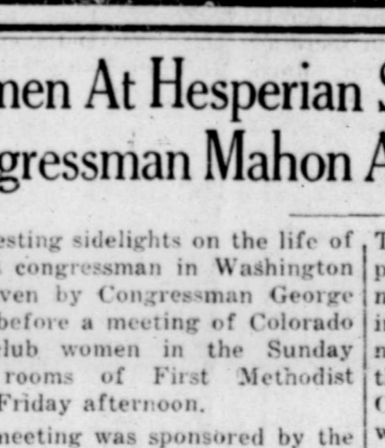 men At Hesperian S
gressman Mahon A
esting sidelights on the life of
congressman in Washington
ven by Congressman George
before a meeting of Colorado
lub women in the Sunday
rooms of First Methodist
Friday afternoon.
meeting was sponsored by the